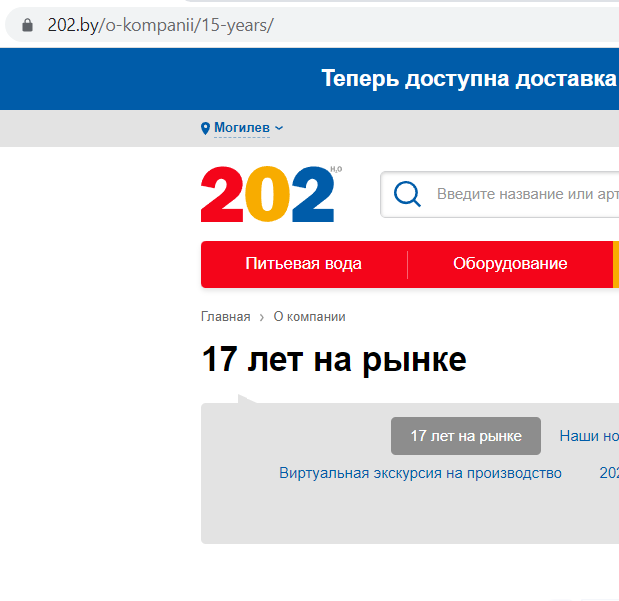 202.by/o-kompanii/15-years/
Теперь доступна доставка
Могилев
202 H₂O
Введите название или арт
Питьевая вода Оборудование
Главная › О компании
17 лет на рынке
17 лет на рынке Наши но
Виртуальная экскурсия на производство 202